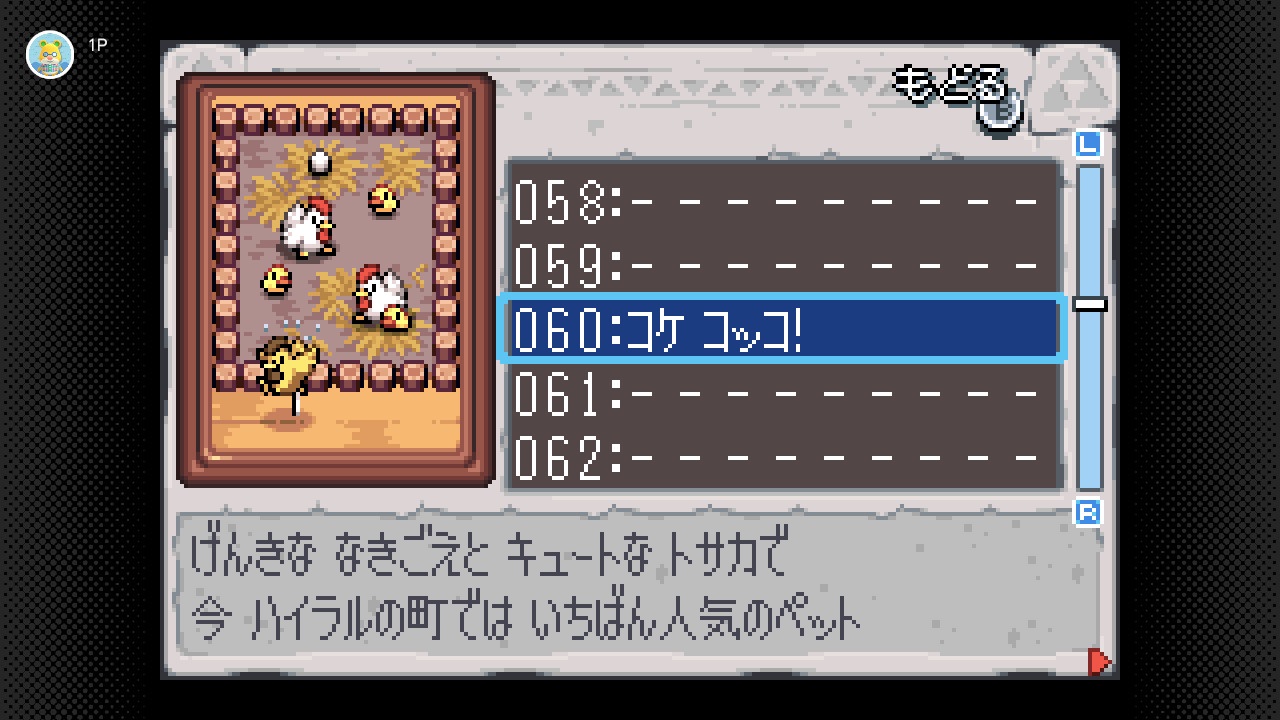 1P
もどる
B
L
058:----------
059:---------
060:コケ コッコ!
061:---------
062:---------
R
げんきな なきごえと キュートな トサカで
今 ハイラルの町では いちばん人気のペット